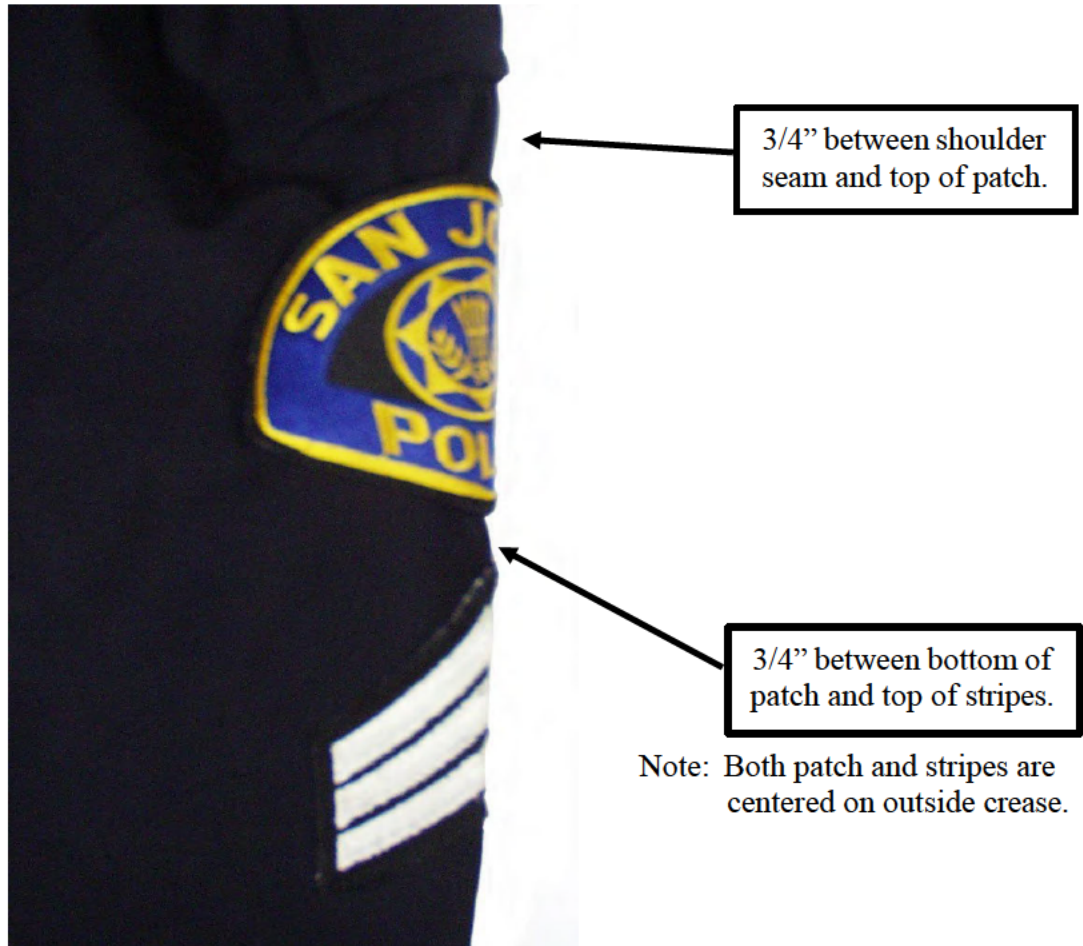 3/4” between shoulder
seam and top of patch.
SAN JO
POL
3/4” between bottom of
patch and top of stripes.
Note: Both patch and stripes are
centered on outside crease.